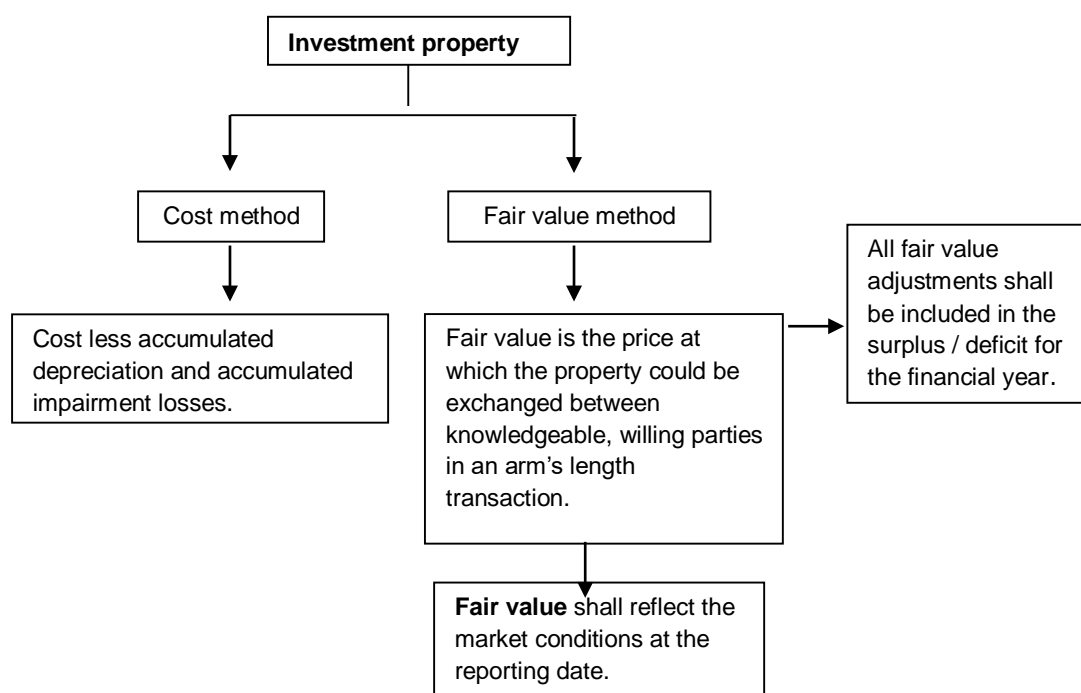 Investment property
Cost method
Fair value method
Cost less accumulated
depreciation and accumulated
impairment losses.
Fair value is the price at
which the property could be
exchanged between
knowledgeable, willing parties
in an arm’s length
transaction.
All fair value
adjustments shall
be included in the
surplus / deficit for
the financial year.
Fair value shall reflect the
market conditions at the
reporting date.